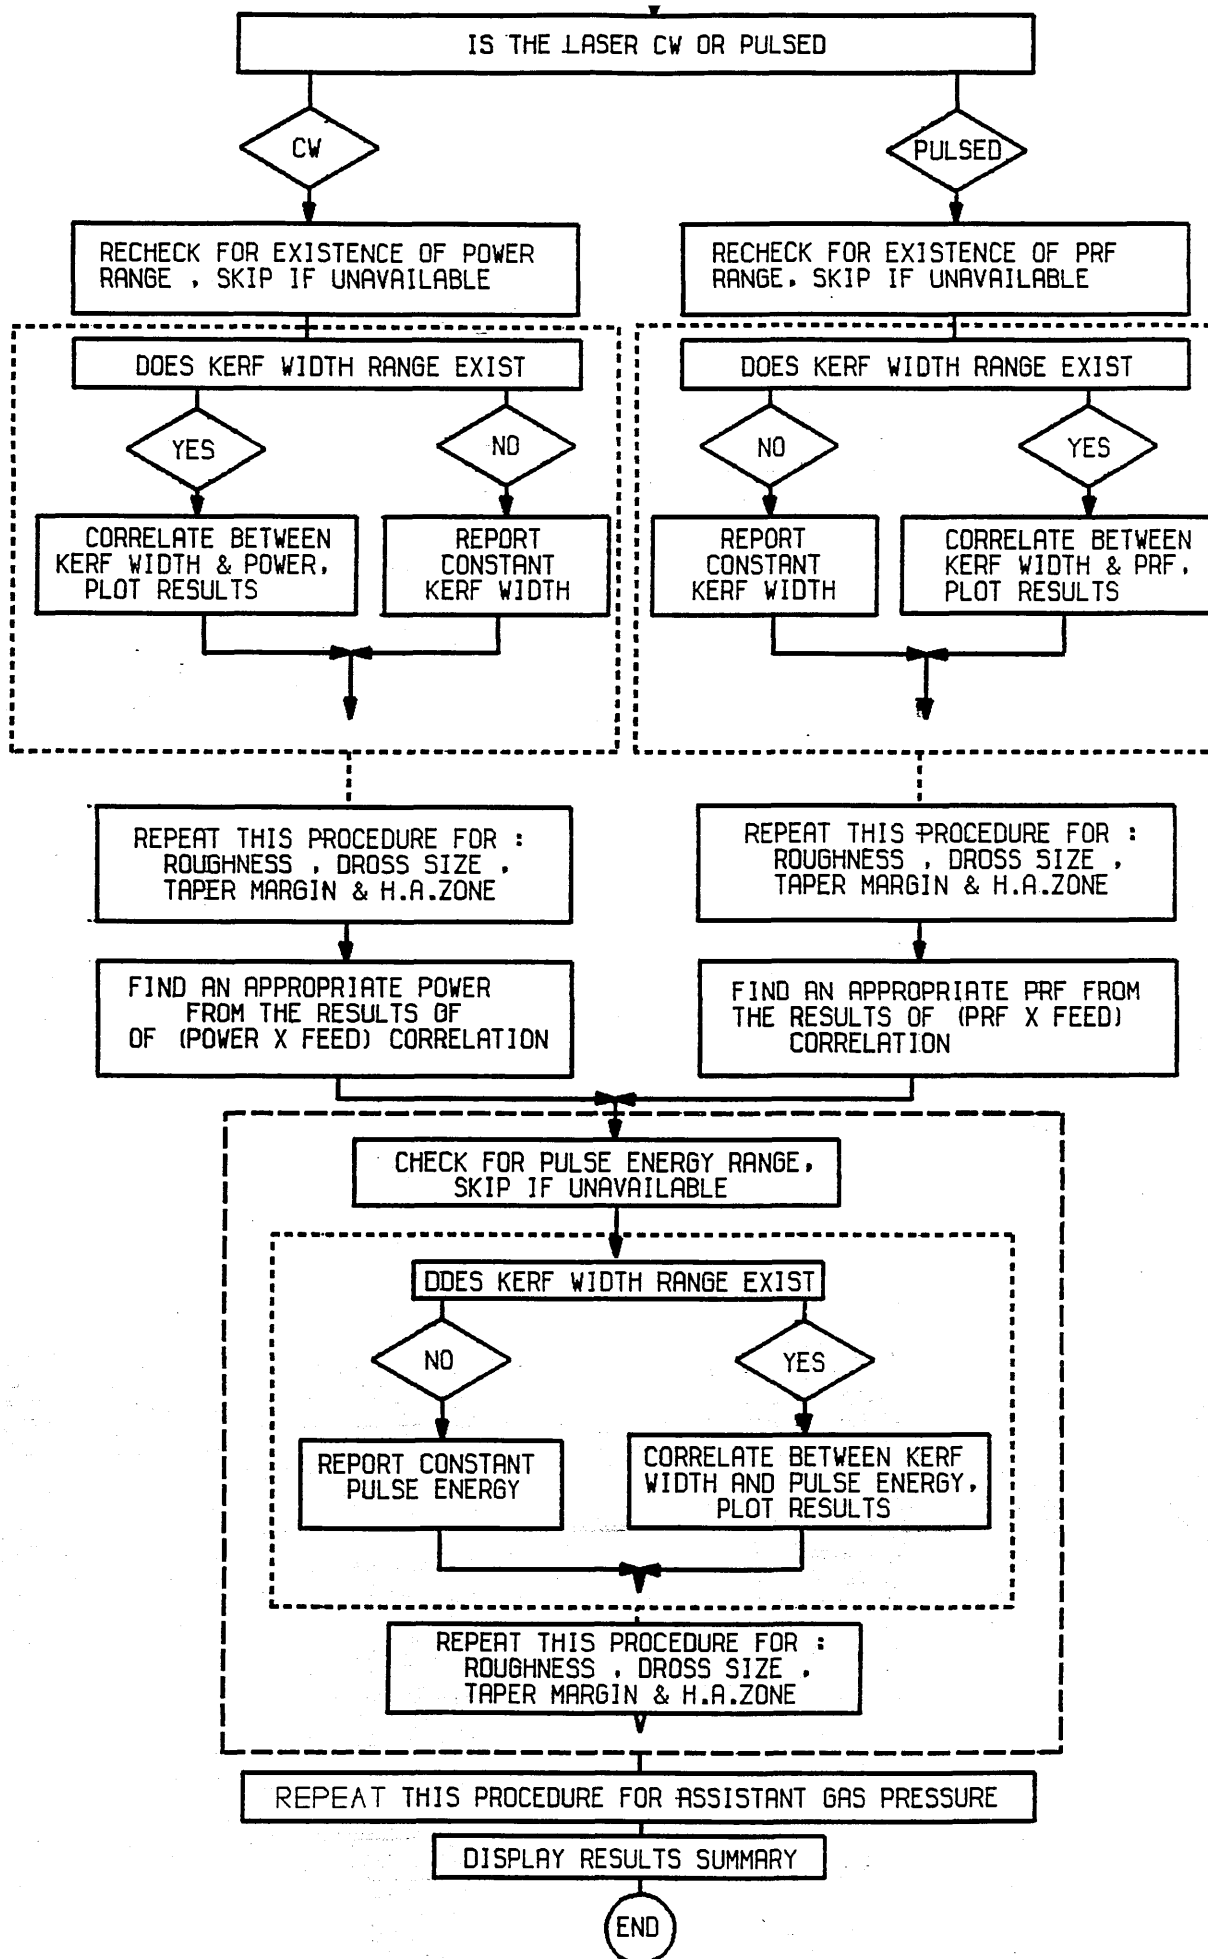 IS THE LASER CW OR PULSED
CW
PULSED
RECHECK FOR EXISTENCE OF POWER
RANGE , SKIP IF UNAVAILABLE
RECHECK FOR EXISTENCE OF PRF
RANGE, SKIP IF UNAVAILABLE
DOES KERF WIDTH RANGE EXIST
YES
NO
CORRELATE BETWEEN
KERF WIDTH & POWER,
PLOT RESULTS
REPORT
CONSTANT
KERF WIDTH
DOES KERF WIDTH RANGE EXIST
NO
YES
REPORT
CONSTANT
KERF WIDTH
CORRELATE BETWEEN
KERF WIDTH & PRF,
PLOT RESULTS
REPEAT THIS PROCEDURE FOR :
ROUGHNESS , DROSS SIZE ,
TAPER MARGIN & H.A.ZONE
REPEAT THIS PROCEDURE FOR :
ROUGHNESS , DROSS SIZE ,
TAPER MARGIN & H.A.ZONE
FIND AN APPROPRIATE POWER
FROM THE RESULTS OF
OF (POWER X FEED) CORRELATION
FIND AN APPROPRIATE PRF FROM
THE RESULTS OF (PRF X FEED)
CORRELATION
CHECK FOR PULSE ENERGY RANGE,
SKIP IF UNAVAILABLE
DOES KERF WIDTH RANGE EXIST
NO
YES
REPORT CONSTANT
PULSE ENERGY
CORRELATE BETWEEN KERF
WIDTH AND PULSE ENERGY,
PLOT RESULTS
REPEAT THIS PROCEDURE FOR :
ROUGHNESS , DROSS SIZE ,
TAPER MARGIN & H.A.ZONE
REPEAT THIS PROCEDURE FOR ASSISTANT GAS PRESSURE
DISPLAY RESULTS SUMMARY
END